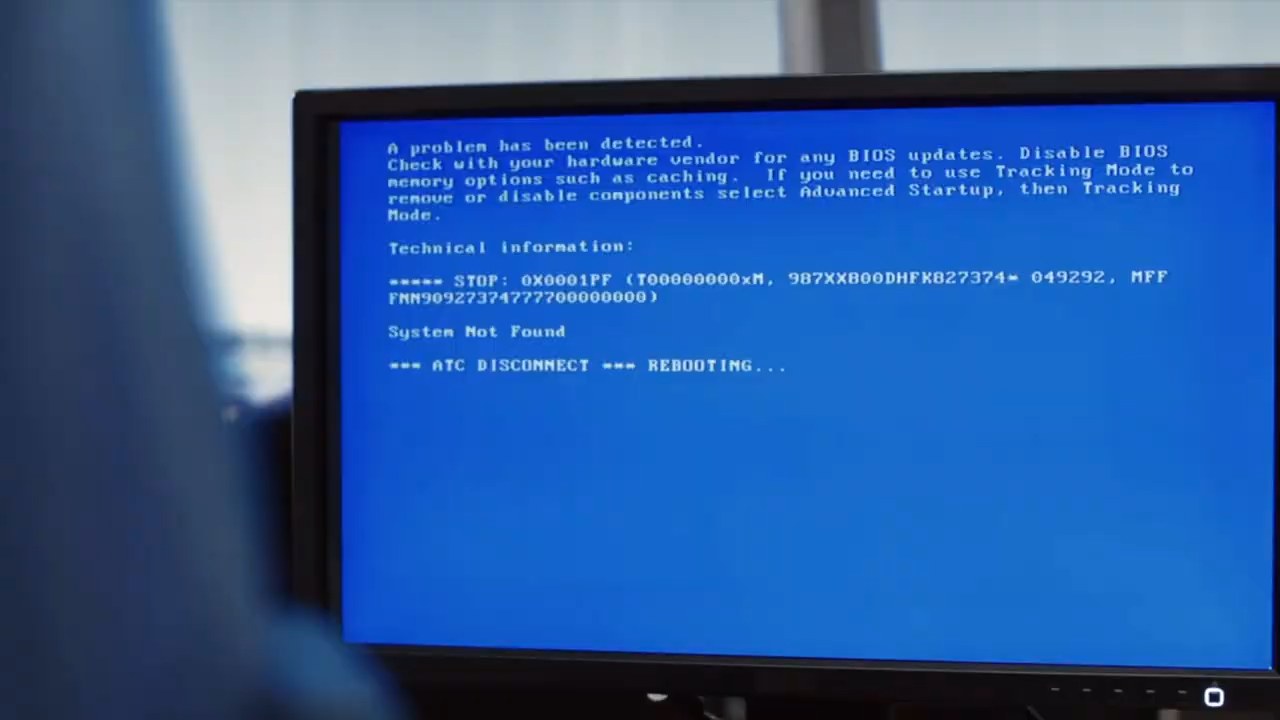 A problem has been detected.
Check with your hardware vendor for any BIOS updates. Disable BIOS
memory options such as caching.  If you need to use Tracking Mode to
remove or disable components select Advanced Startup, then Tracking
Mode.
Technical information:
***** STOP: 0X0001PF (T00000000xM, 987XX800DHFK827374* 049292, MFF
FNN90927374777700000000)
System Not Found
*** ATC DISCONNECT *** REBOOTING...